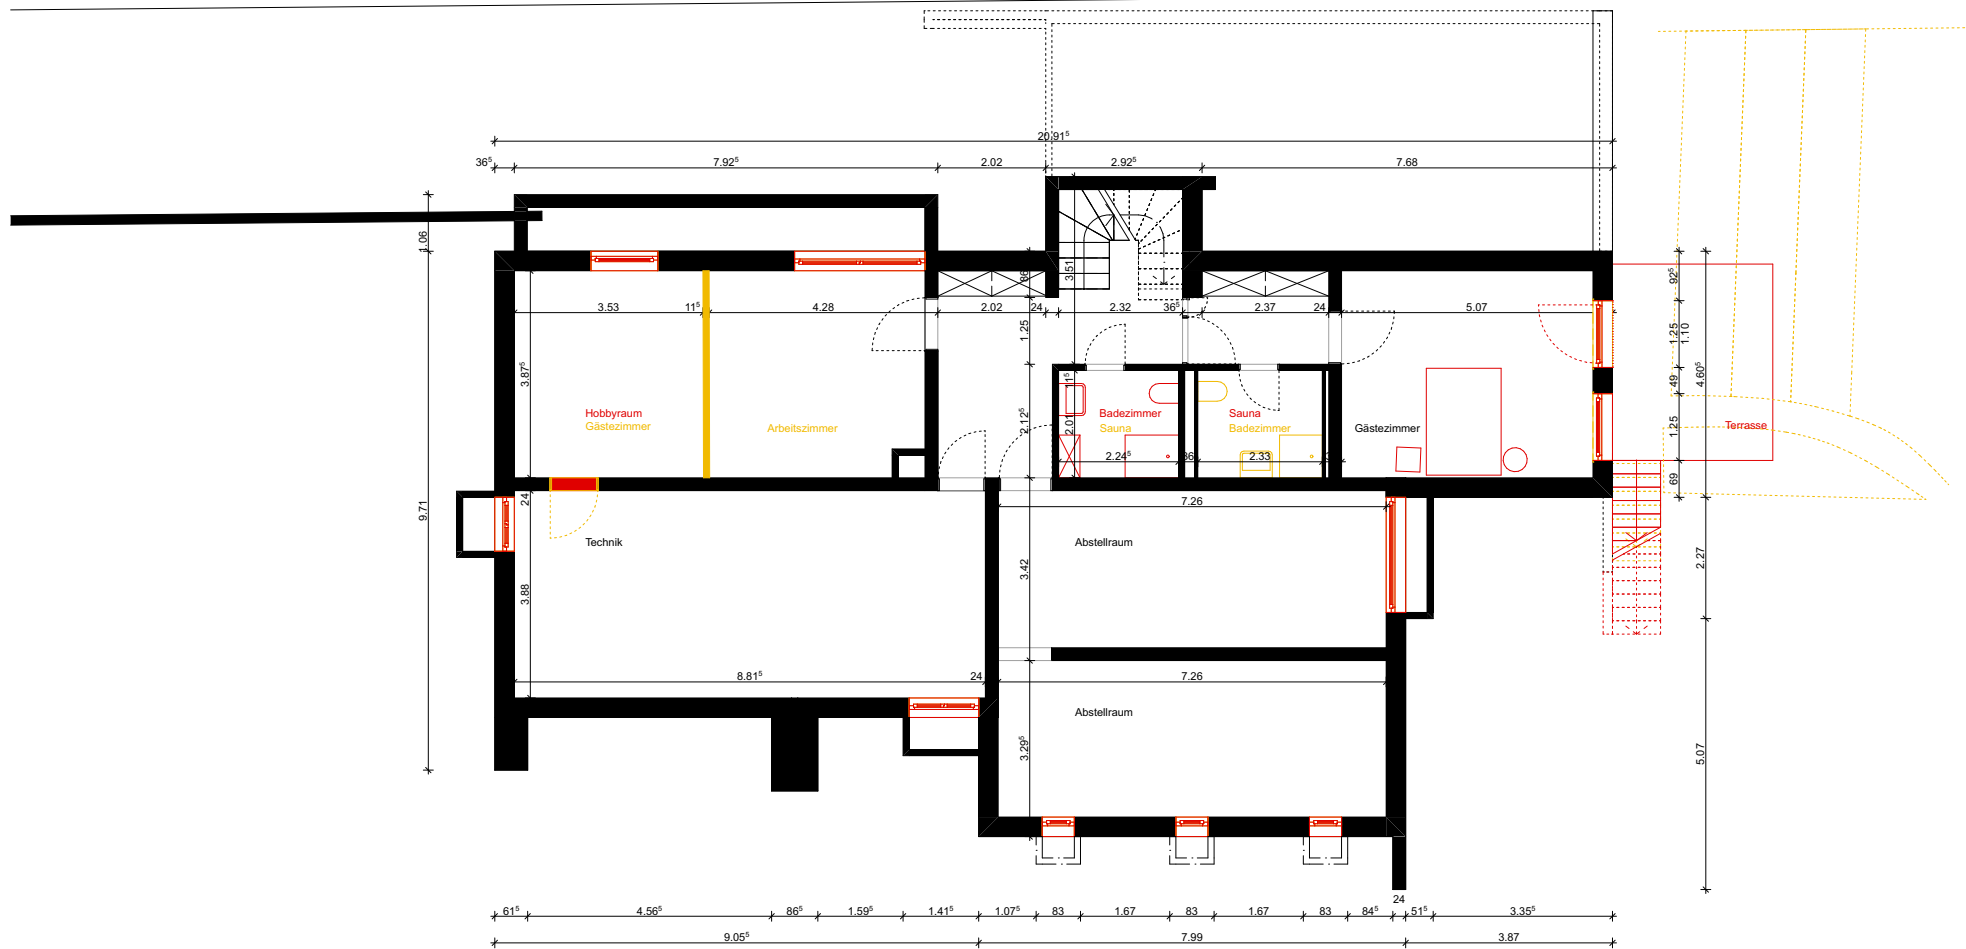 20.91⁵
36⁵ 7.92⁵ 2.02 2.92⁵ 7.68
1.06
9.71
3.51
36
3.53 11⁵ 4.28 2.02 24 2.32 36⁵ 2.37 24 5.07
1.25
3.87⁵
2.12⁵
2.01
11⁵
92⁵
1.25
1.10
49
4.60⁵
1.25
69
Hobbyraum
Gästezimmer
Arbeitszimmer
Badezimmer
Sauna
Sauna
Badezimmer
Gästezimmer
Terrasse
2.24⁵ 36 2.33
24
7.26
Technik
Abstellraum
3.88
3.42
2.27
8.81⁵ 24 7.26
Abstellraum
3.29⁵
5.07
24
61⁵ 4.56⁵ 86⁵ 1.59⁵ 1.41⁵ 1.07⁵ 83 1.67 83 1.67 83 84⁵ 51⁵ 3.35⁵
9.05⁵ 7.99 3.87